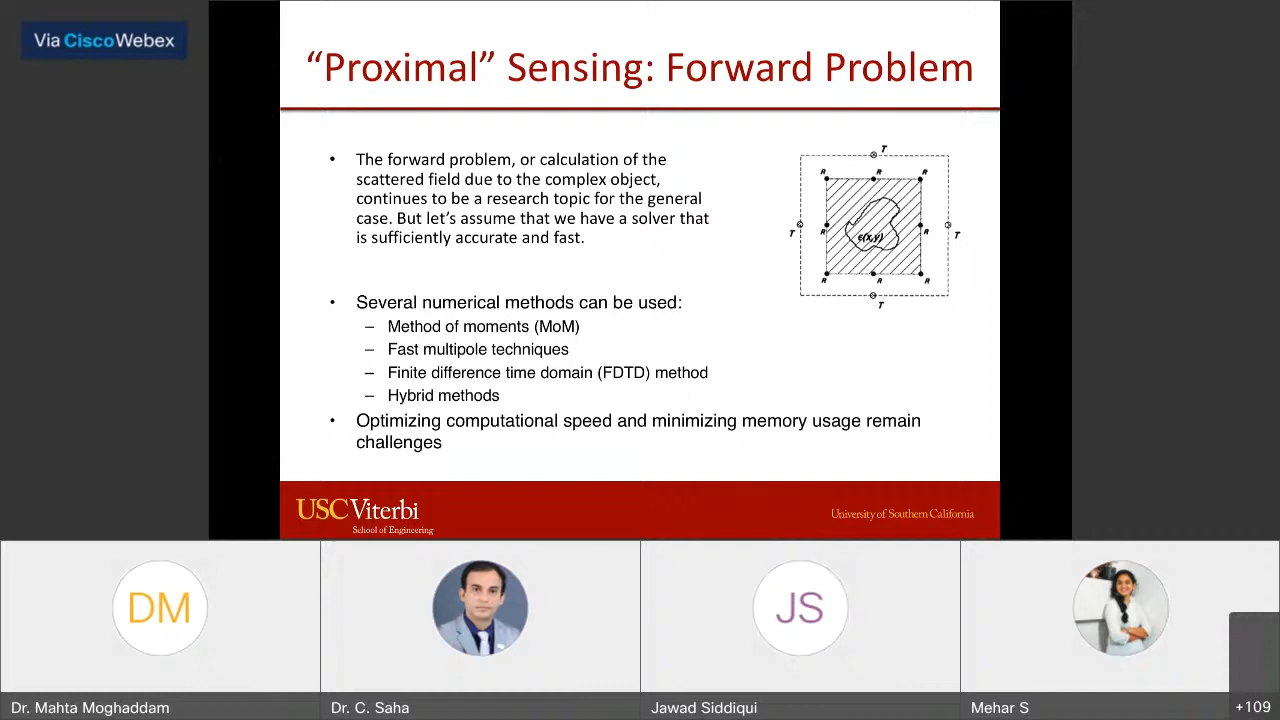 Via Cisco Webex
“Proximal” Sensing: Forward Problem
• The forward problem, or calculation of the
scattered field due to the complex object,
continues to be a research topic for the general
case. But let’s assume that we have a solver that
is sufficiently accurate and fast.
T
R R R
T R ε(x,y) R T
R R R
T
• Several numerical methods can be used:
– Method of moments (MoM)
– Fast multipole techniques
– Finite difference time domain (FDTD) method
– Hybrid methods
• Optimizing computational speed and minimizing memory usage remain
challenges
USC Viterbi
School of Engineering
University of Southern California
DM
JS
Dr. Mahta Moghaddam
Dr. C. Saha
Jawad Siddiqui
Mehar S
+109